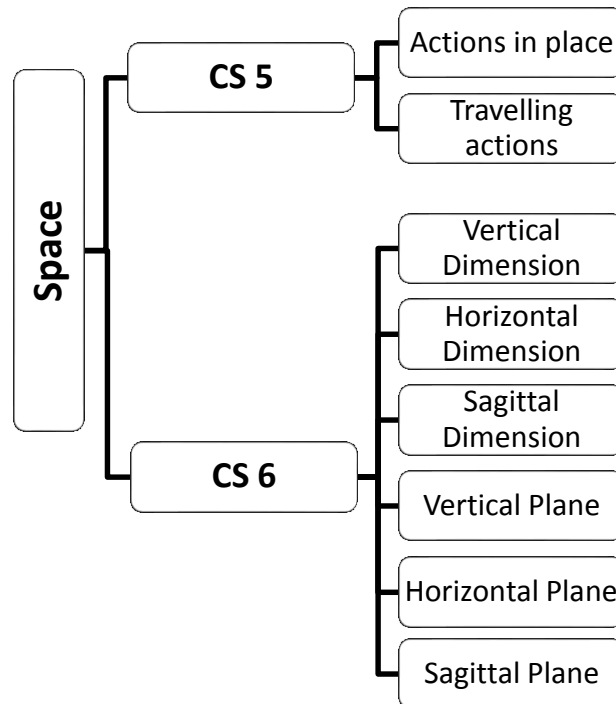 Space
CS 5
Actions in place
Travelling
actions
CS 6
Vertical
Dimension
Horizontal
Dimension
Sagittal
Dimension
Vertical Plane
Horizontal Plane
Sagittal Plane